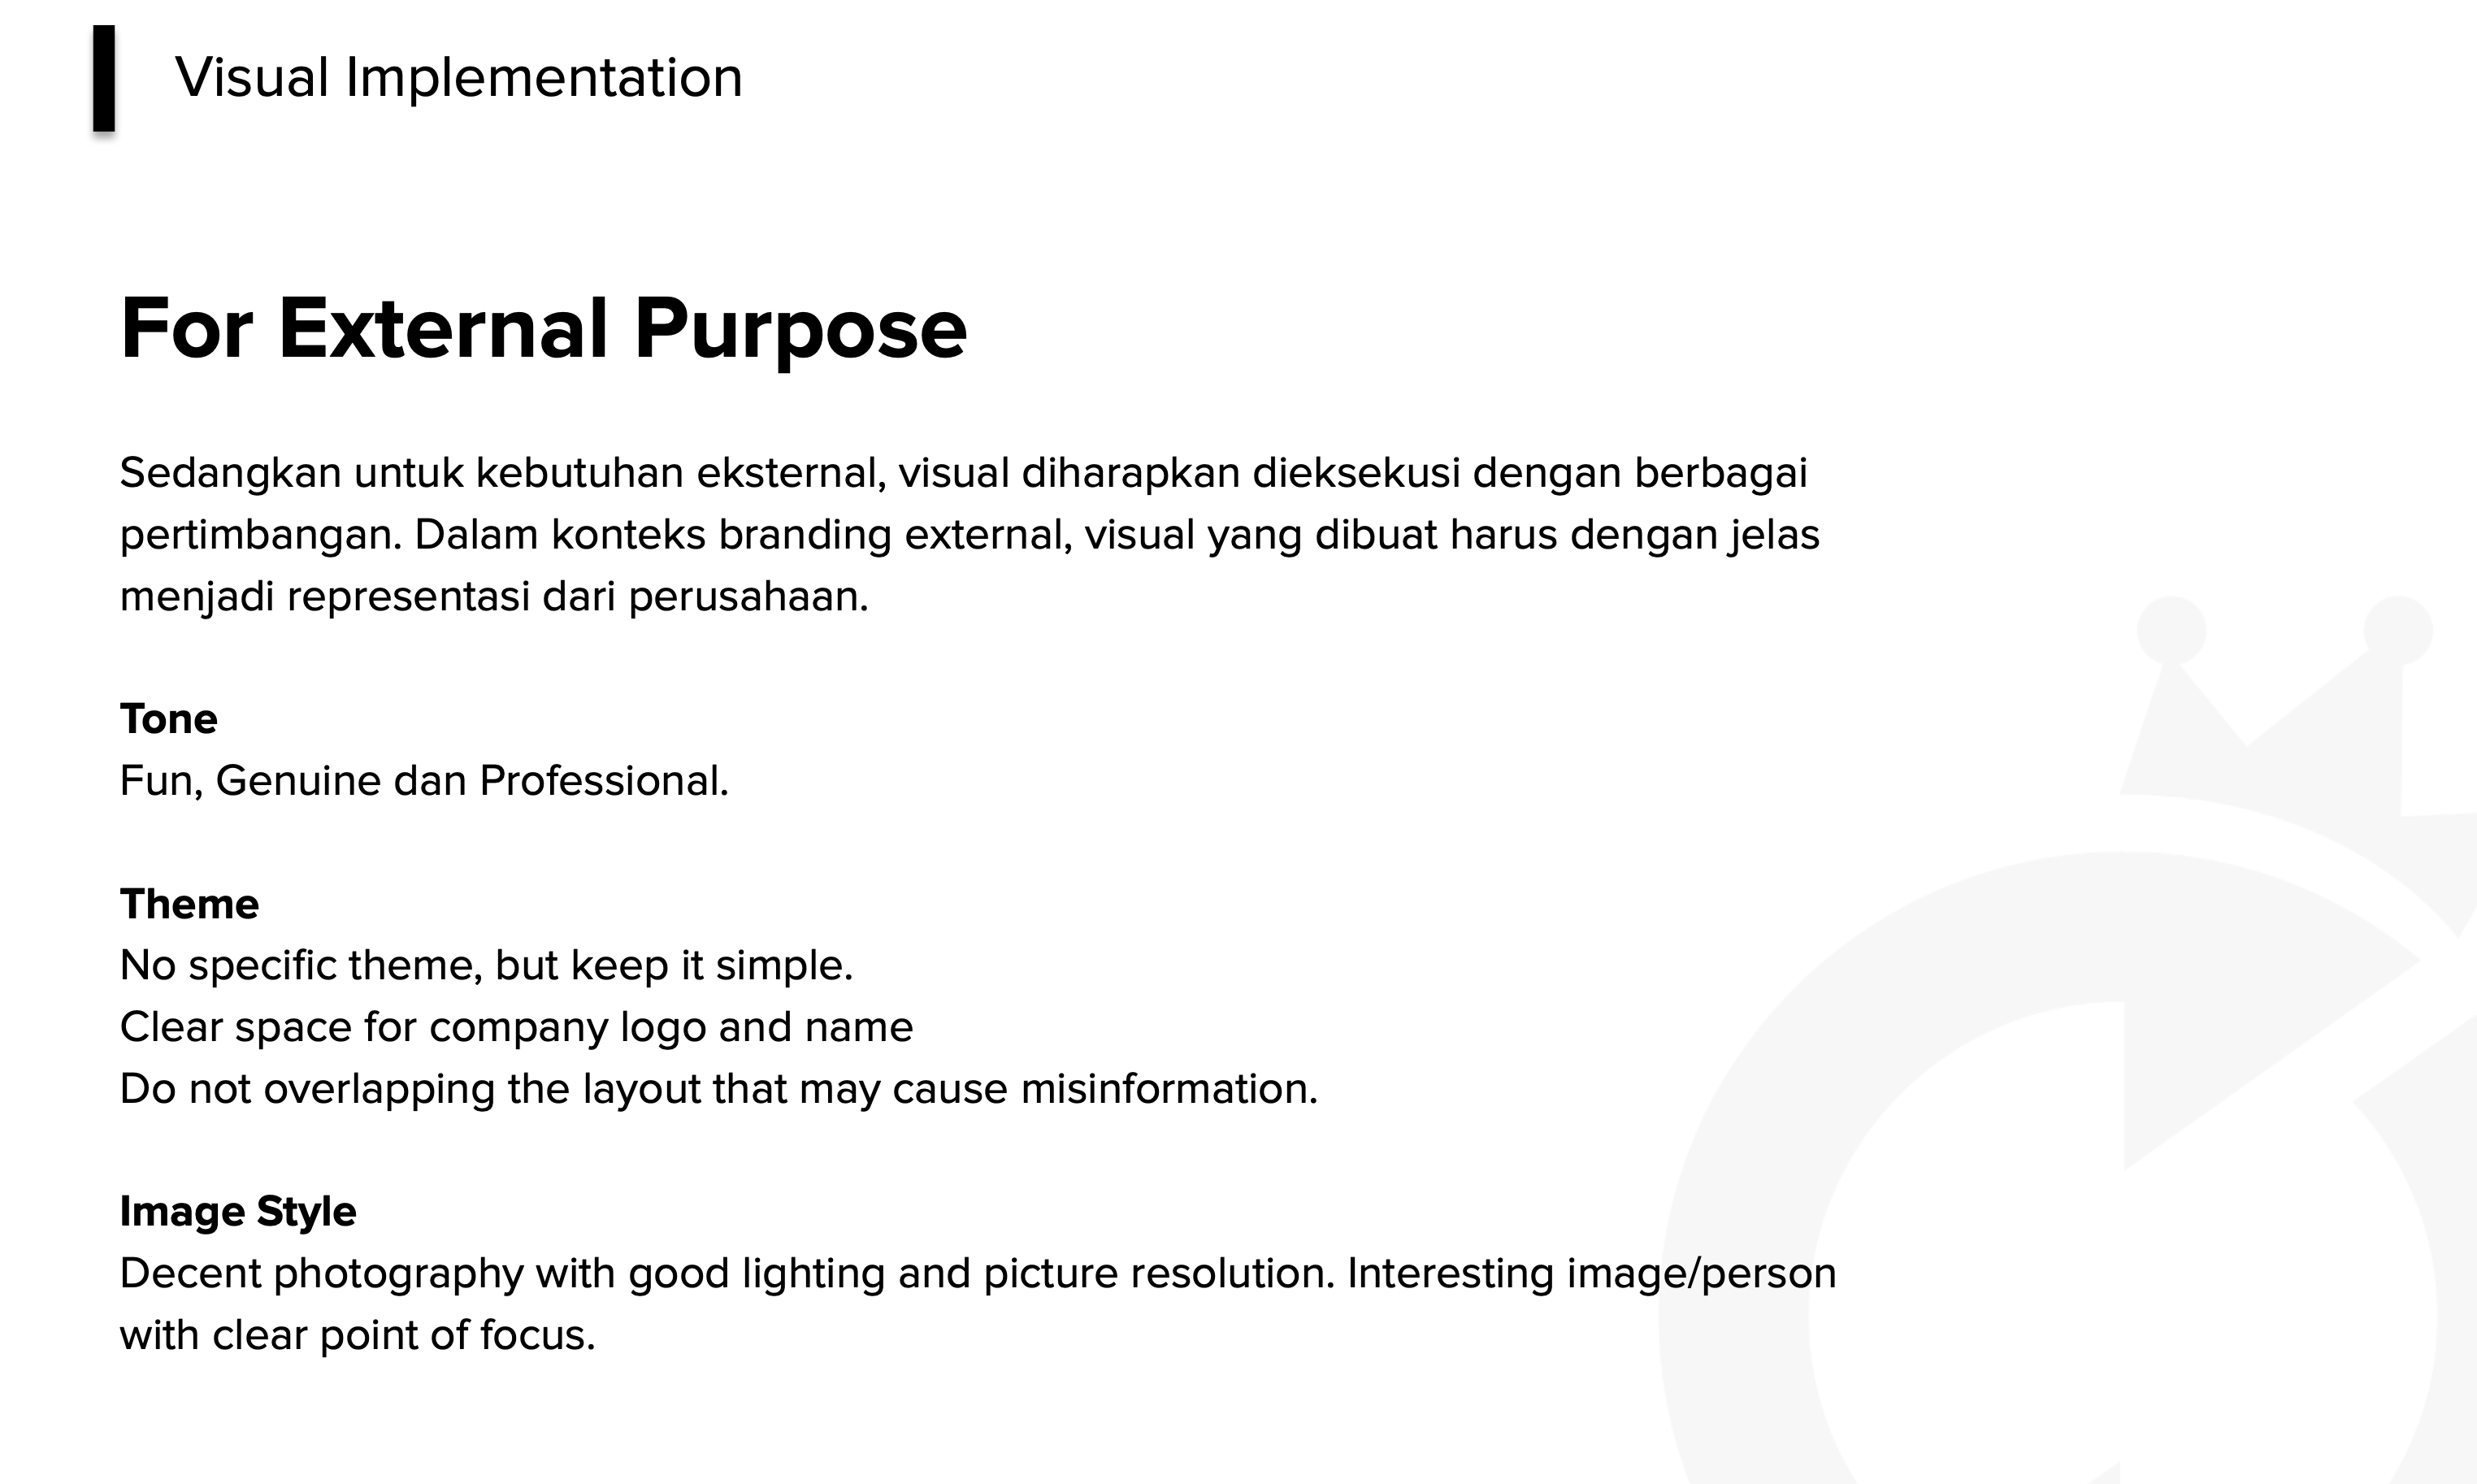 Visual Implementation
For External Purpose
Sedangkan untuk kebutuhan eksternal, visual diharapkan dieksekusi dengan berbagai
pertimbangan. Dalam konteks branding external, visual yang dibuat harus dengan jelas
menjadi representasi dari perusahaan.
Tone
Fun, Genuine dan Professional.
Theme
No specific theme, but keep it simple.
Clear space for company logo and name
Do not overlapping the layout that may cause misinformation.
Image Style
Decent photography with good lighting and picture resolution. Interesting image/person
with clear point of focus.